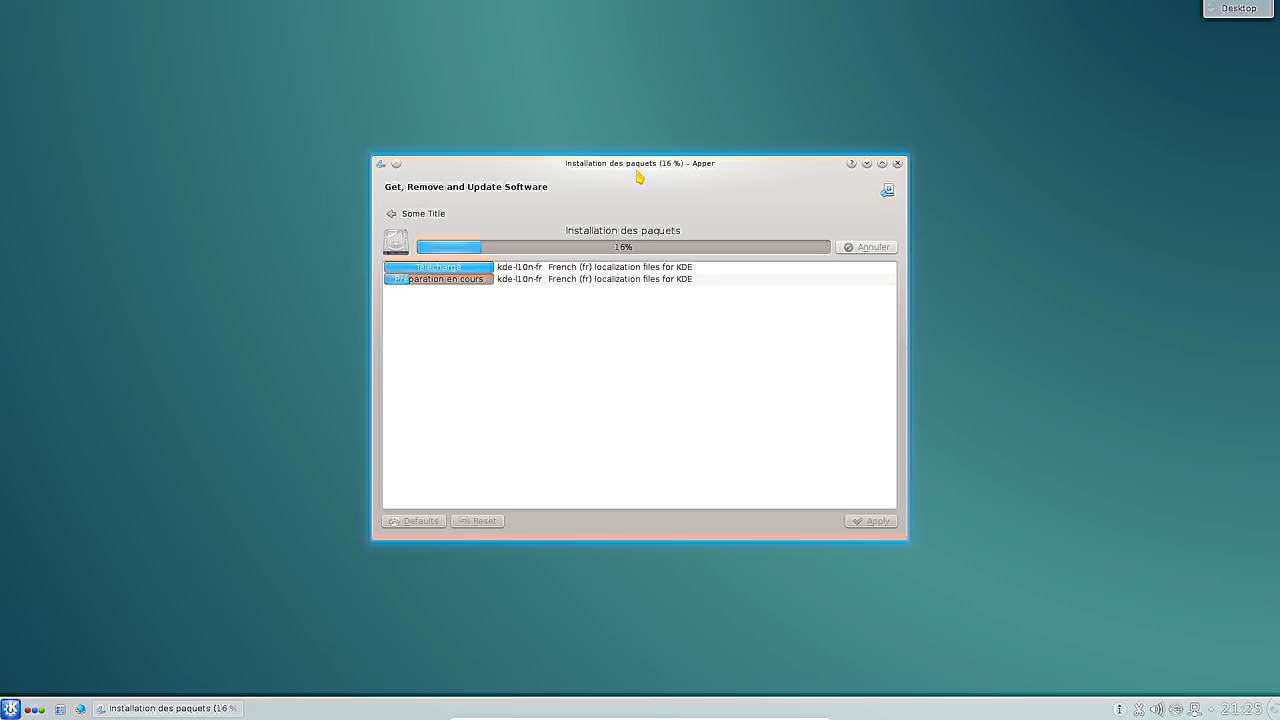 Desktop
Installation des paquets (16 %) – Apper
Get, Remove and Update Software
Some Title
Installation des paquets
16%
Annuler
Téléchargé kde-l10n-fr French (fr) localization files for KDE
Préparation en cours kde-l10n-fr French (fr) localization files for KDE
Defaults
Reset
Apply
Installation des paquets (16 %
21:25